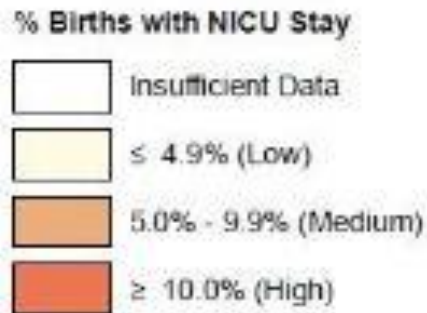 % Births with NICU Stay
Insufficient Data
≤ 4.9% (Low)
5.0% - 9.9% (Medium)
≥ 10.0% (High)